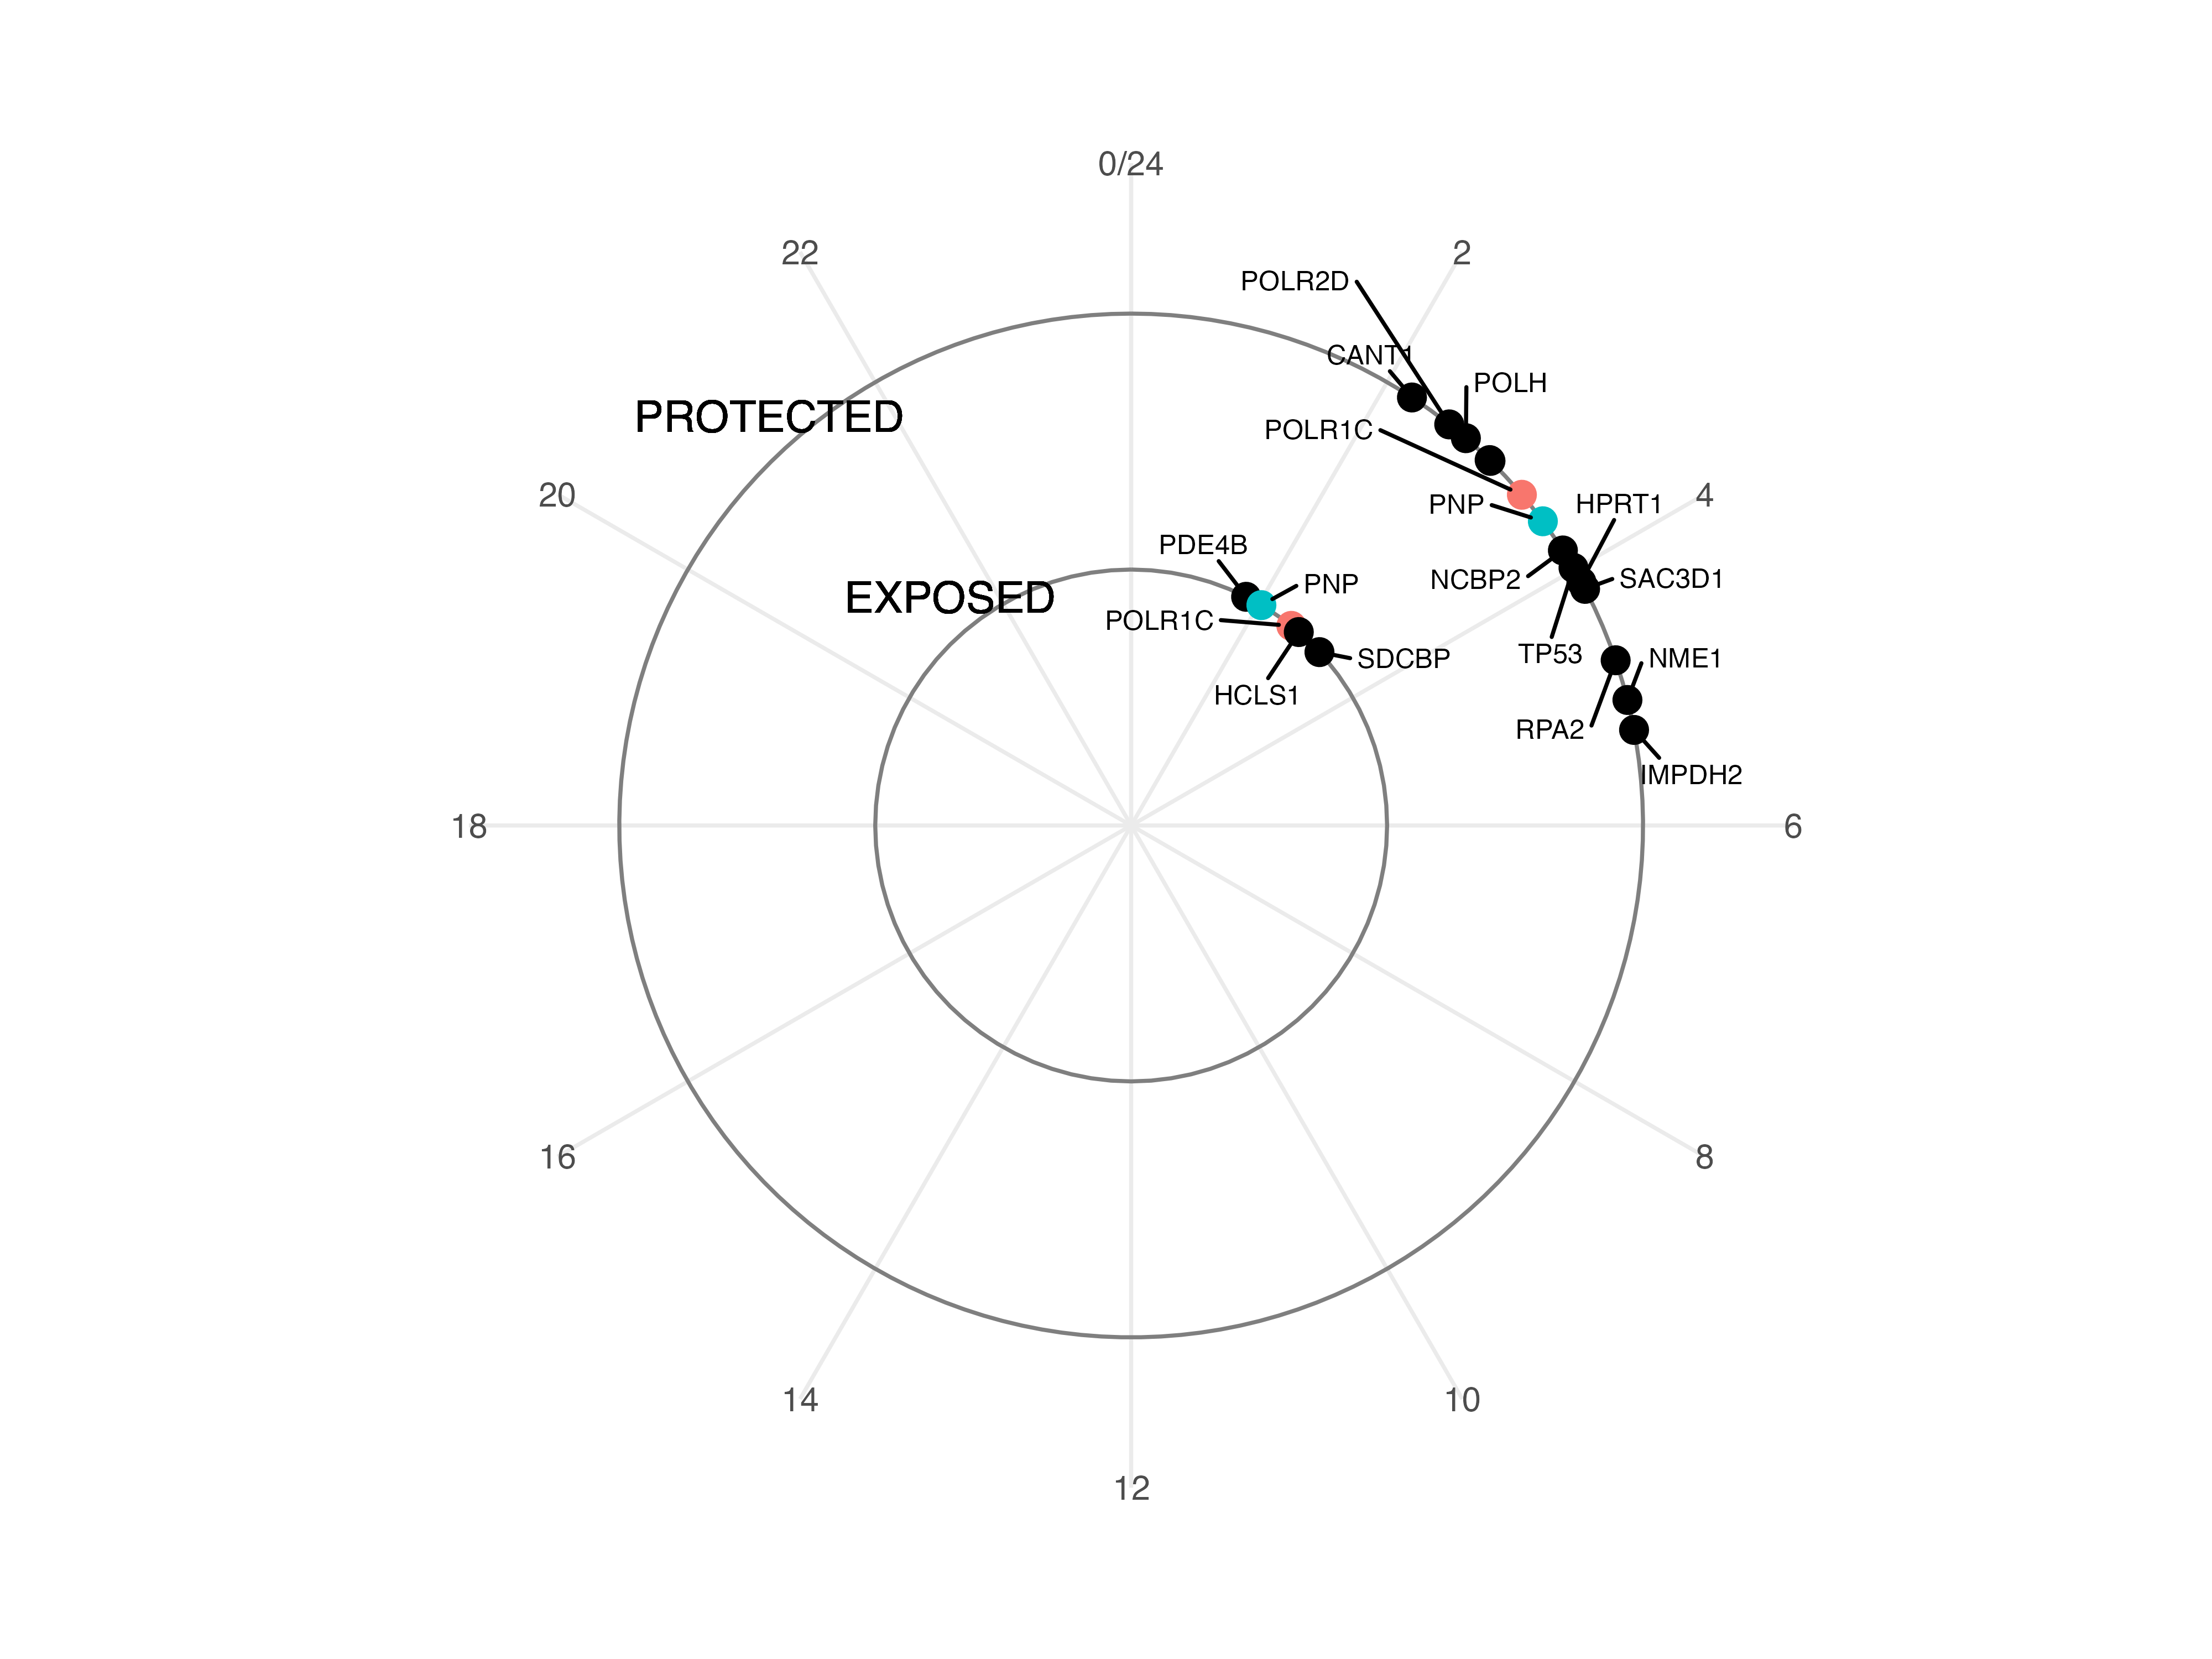 0/24
22
2
POLR2D
CANT1
POLH
PROTECTED
POLR1C
20
4
PNP
HPRT1
PDE4B
NCBP2
SAC3D1
EXPOSED
PNP
POLR1C
TP53
NME1
SDCBP
HCLS1
RPA2
IMPDH2
18
6
16
8
14
10
12